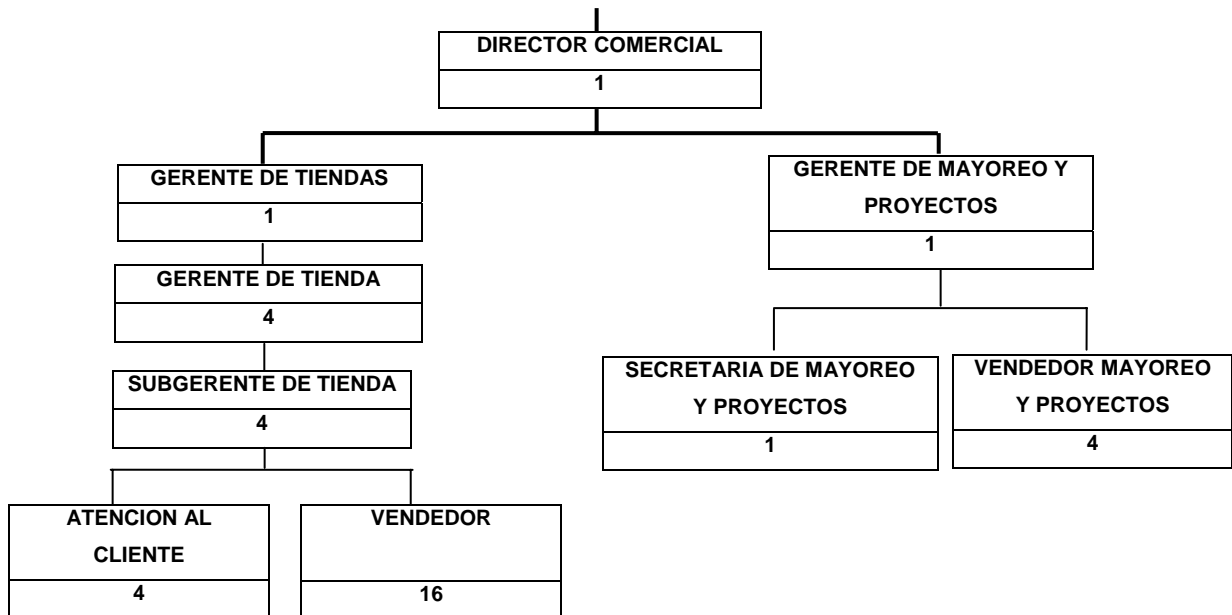 DIRECTOR COMERCIAL
1
GERENTE DE TIENDAS
1
GERENTE DE TIENDA
4
SUBGERENTE DE TIENDA
4
ATENCION AL
CLIENTE
4
VENDEDOR
16
GERENTE DE MAYOREO Y
PROYECTOS
1
SECRETARIA DE MAYOREO
Y PROYECTOS
1
VENDEDOR MAYOREO
Y PROYECTOS
4